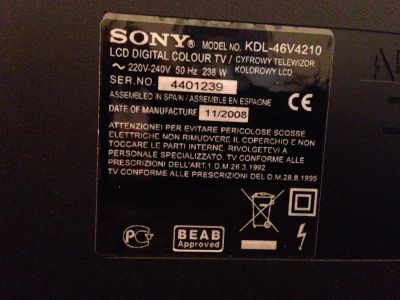 SONY® MODEL NO. KDL-46V4210
LCD DIGITAL COLOUR TV / CYFROWY TELEWIZOR
~ 220V-240V 50 Hz 238 W KOLOROWY LCD
SER.NO. 4401239
ASSEMBLED IN SPAIN / ASSEMBLE EN ESPAGNE
DATE OF MANUFACTURE 11/2008
ATTENZIONE! PER EVITARE PERICOLOSE SCOSSE
ELETTRICHE NON RIMUOVERE IL COPERCHIO E NON
TOCCARE LE PARTI INTERNE. RIVOLGETEVI A
PERSONALE SPECIALIZZATO. TV CONFORME ALLE
PRESCRIZIONI DELL'ART.1 D.M.26.3.1992
TV CONFORME ALLE PRESCRIZIONI DEL D.M.28.8.1995
BEAB
Approved